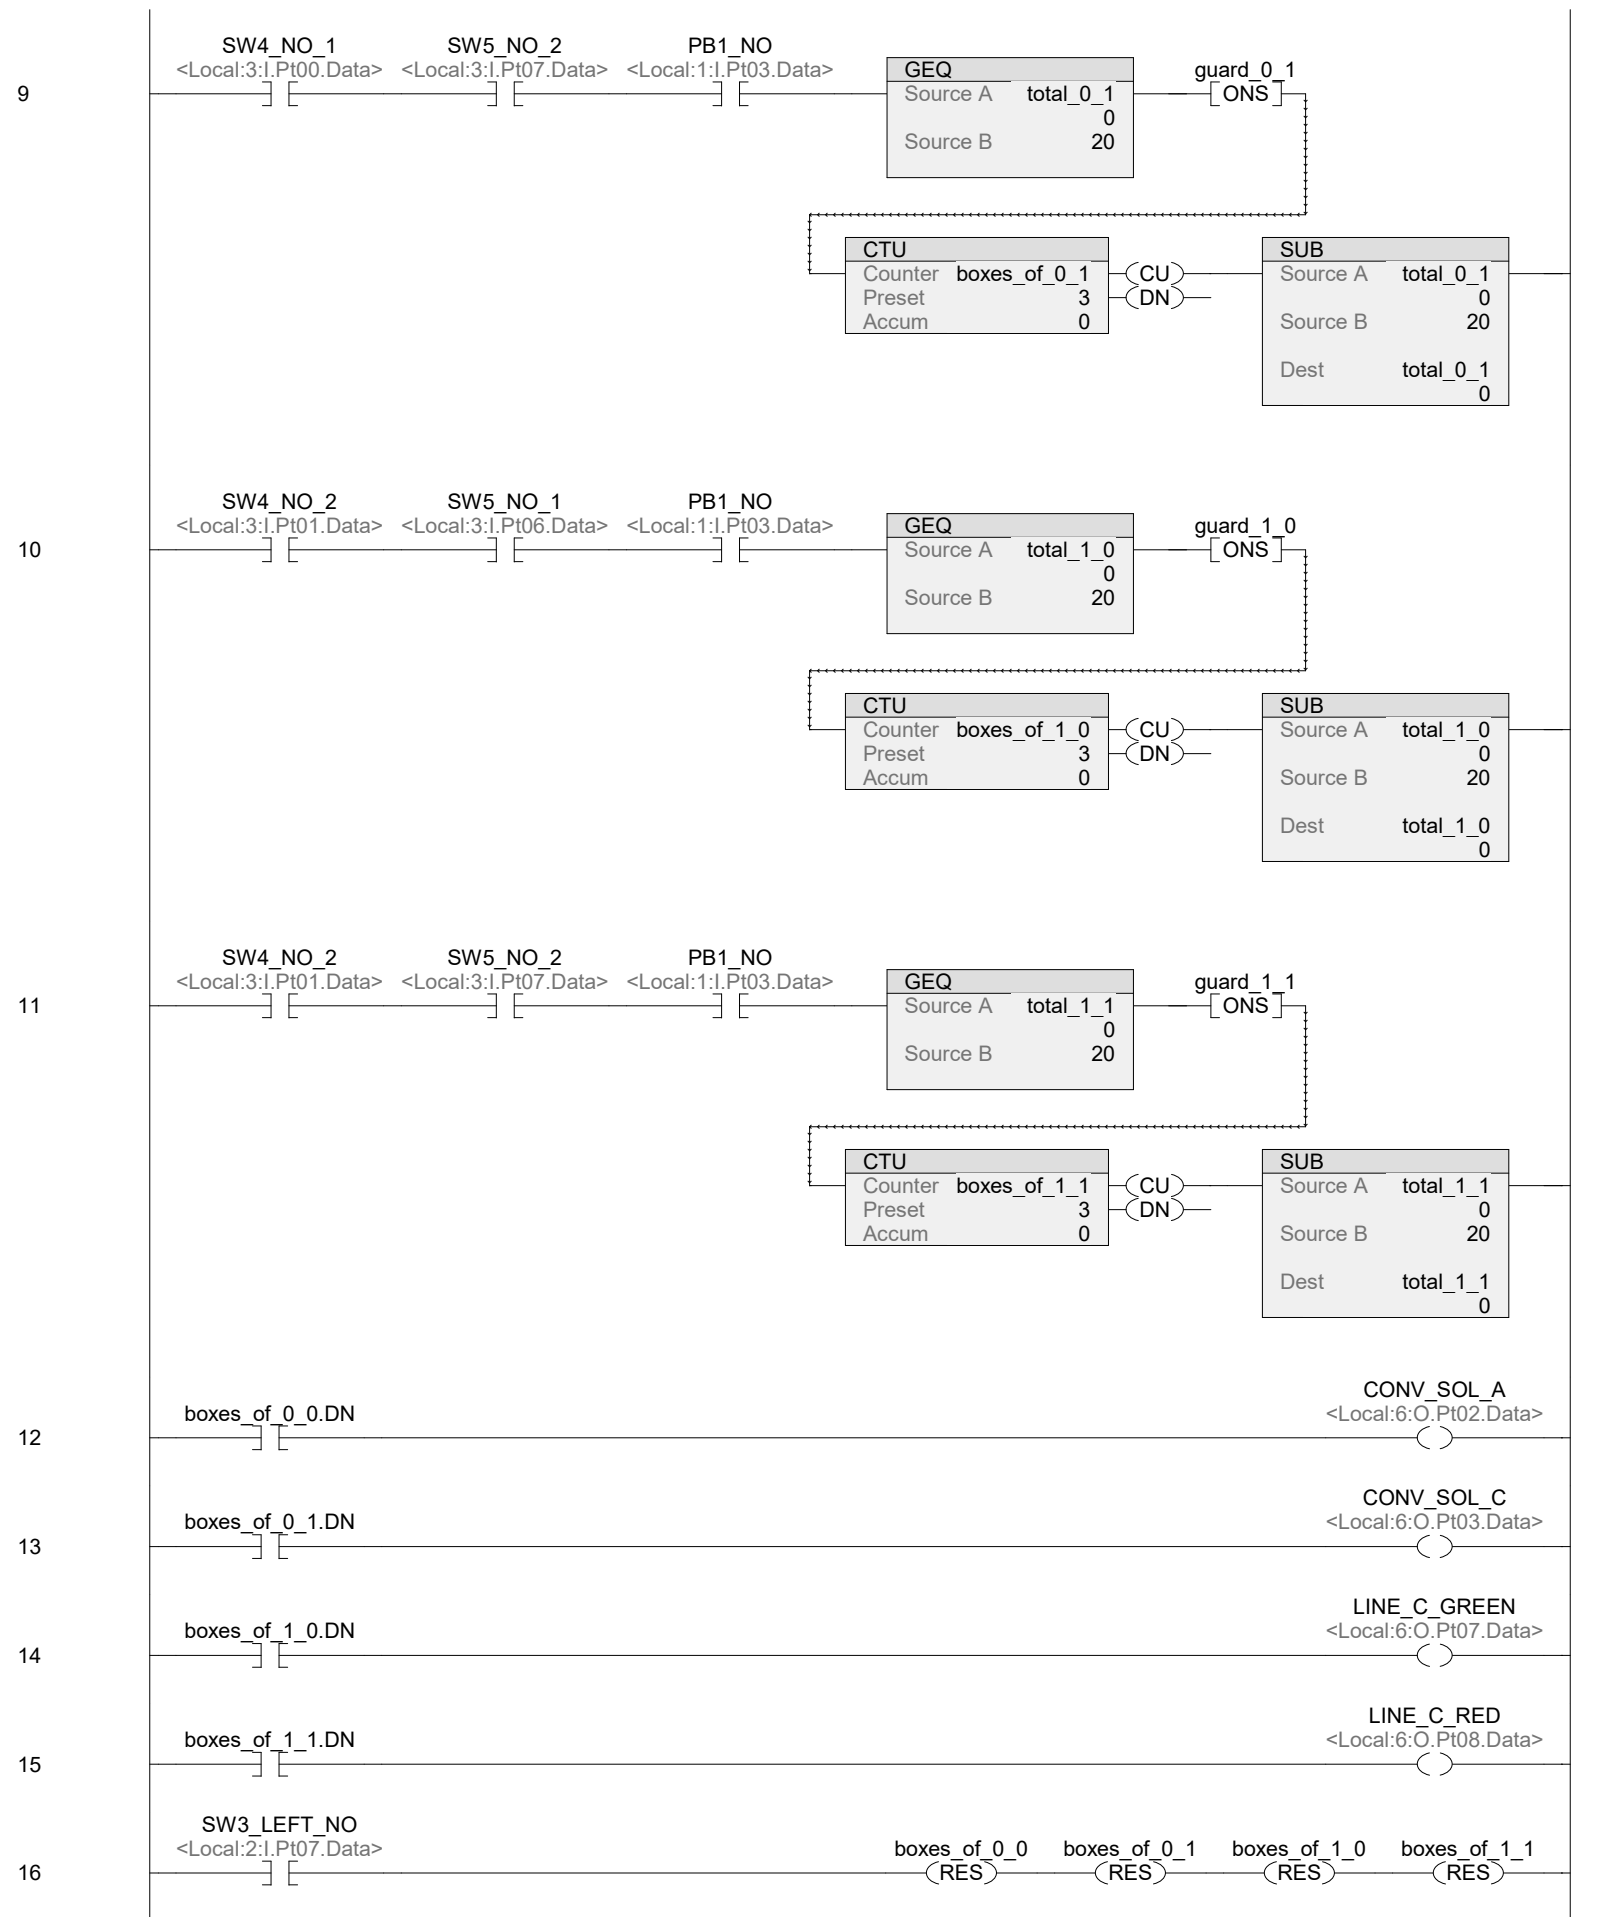 SW4_NO_1 SW5_NO_2 PB1_NO
<Local:3:I.Pt00.Data> <Local:3:I.Pt07.Data> <Local:1:I.Pt03.Data> GEQ guard_0_1
9 Source A total_0_1 ONS
0
Source B 20
CTU SUB
Counter boxes_of_0_1 CU Source A total_0_1
Preset 3 DN 0
Accum 0 Source B 20
Dest total_0_1
0
SW4_NO_2 SW5_NO_1 PB1_NO
<Local:3:I.Pt01.Data> <Local:3:I.Pt06.Data> <Local:1:I.Pt03.Data> GEQ guard_1_0
10 Source A total_1_0 ONS
0
Source B 20
CTU SUB
Counter boxes_of_1_0 CU Source A total_1_0
Preset 3 DN 0
Accum 0 Source B 20
Dest total_1_0
0
SW4_NO_2 SW5_NO_2 PB1_NO
<Local:3:I.Pt01.Data> <Local:3:I.Pt07.Data> <Local:1:I.Pt03.Data> GEQ guard_1_1
11 Source A total_1_1 ONS
0
Source B 20
CTU SUB
Counter boxes_of_1_1 CU Source A total_1_1
Preset 3 DN 0
Accum 0 Source B 20
Dest total_1_1
0
CONV_SOL_A
boxes_of_0_0.DN <Local:6:O.Pt02.Data>
12
CONV_SOL_C
boxes_of_0_1.DN <Local:6:O.Pt03.Data>
13
LINE_C_GREEN
boxes_of_1_0.DN <Local:6:O.Pt07.Data>
14
LINE_C_RED
boxes_of_1_1.DN <Local:6:O.Pt08.Data>
15
SW3_LEFT_NO
<Local:2:I.Pt07.Data> boxes_of_0_0 boxes_of_0_1 boxes_of_1_0 boxes_of_1_1
16 RES RES RES RES